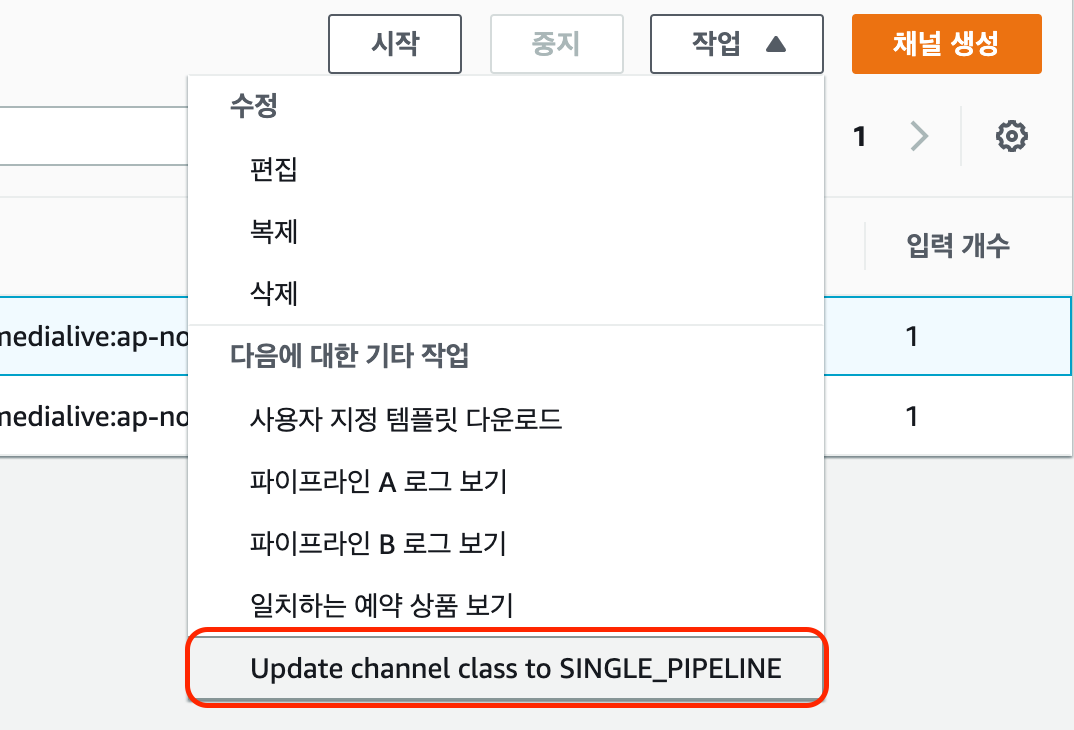 시작 중지 작업 채널 생성
수정
1
편집
복제
입력 개수
삭제
medialive:ap-no 1
다음에 대한 기타 작업
medialive:ap-no 1
사용자 지정 템플릿 다운로드
파이프라인 A 로그 보기
파이프라인 B 로그 보기
일치하는 예약 상품 보기
Update channel class to SINGLE_PIPELINE